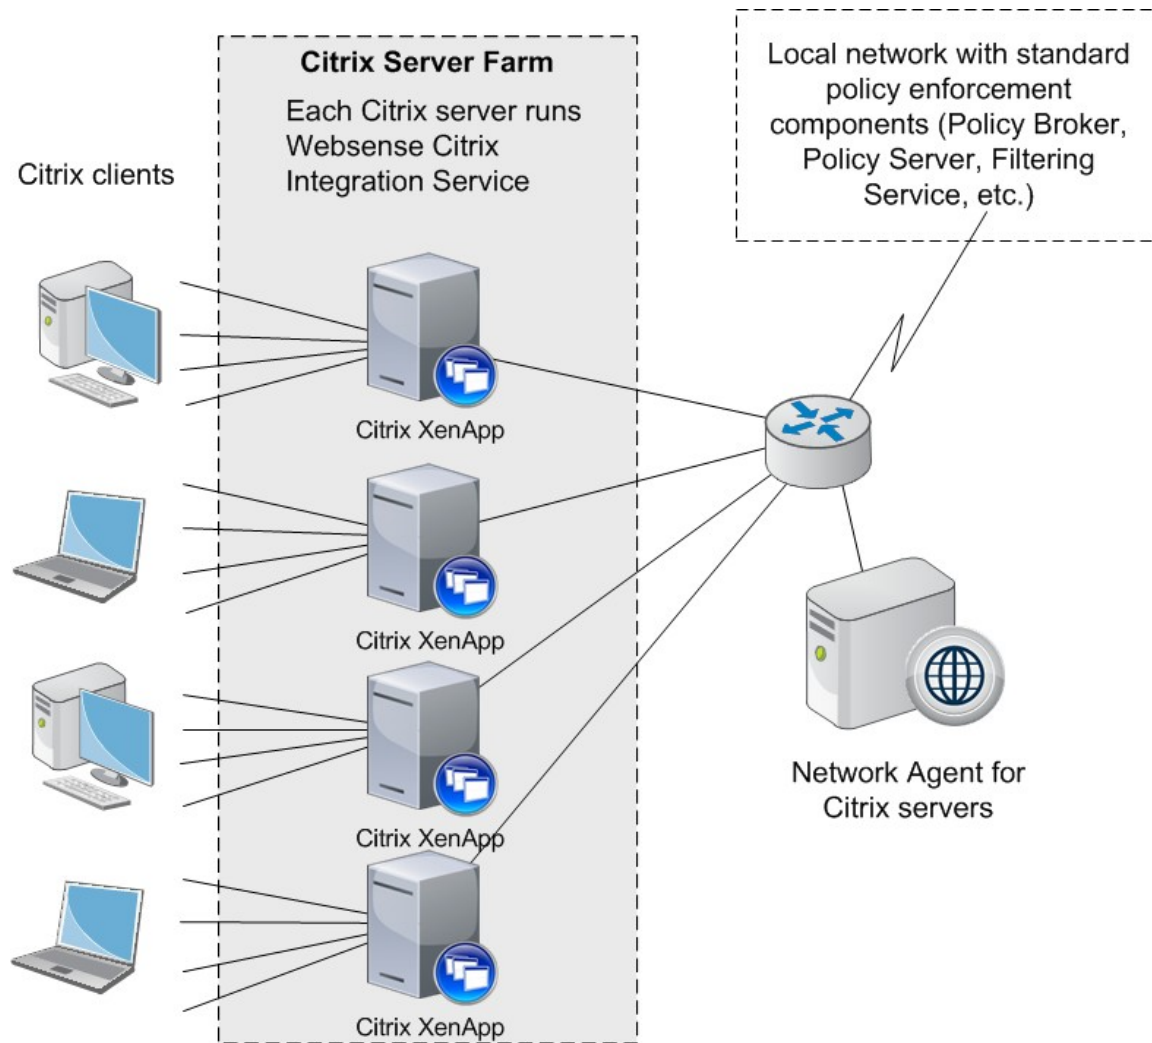 Citrix Server Farm
Each Citrix server runs
Websense Citrix
Integration Service
Local network with standard
policy enforcement
components (Policy Broker,
Policy Server, Filtering
Service, etc.)
Citrix clients
Citrix XenApp
Citrix XenApp
Citrix XenApp
Citrix XenApp
Network Agent for
Citrix servers